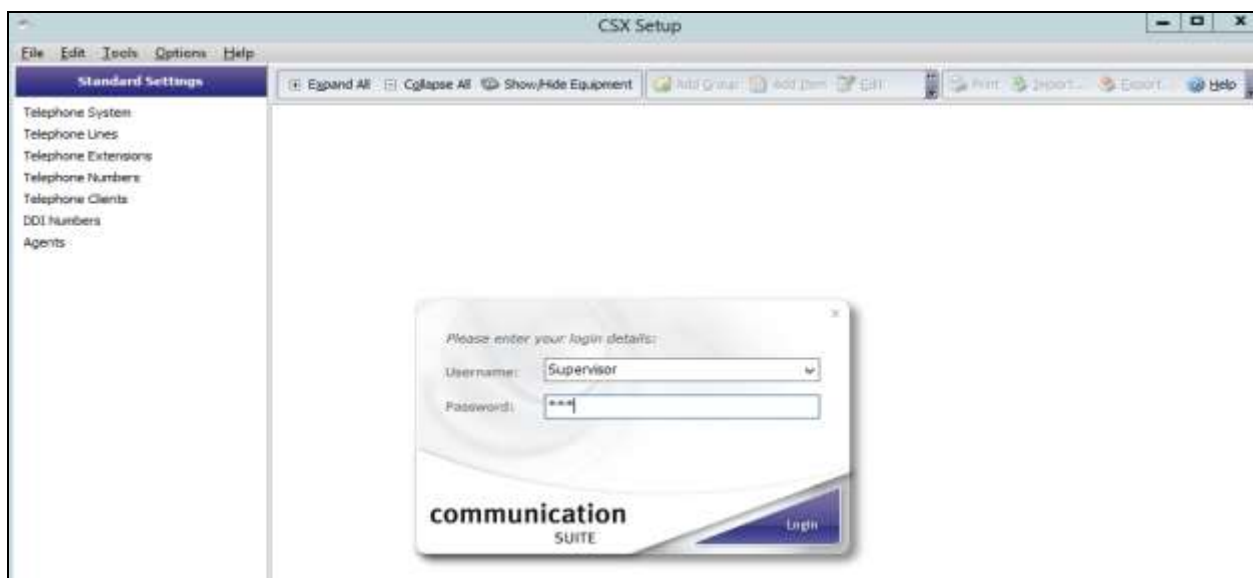 CSX Setup
File Edit Tools Options Help
Standard Settings
Expand All Collapse All Show/Hide Equipment Add Group Add Item Edit Print Import... Export... Help
Telephone System
Telephone Lines
Telephone Extensions
Telephone Numbers
Telephone Clients
DDI Numbers
Agents
Please enter your login details:
Username: Supervisor
Password: ***
communication
SUITE
Login